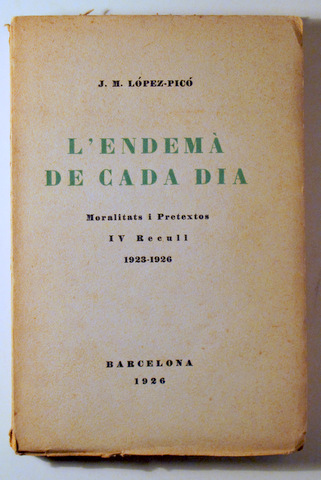 J. M. LÓPEZ-PICÓ
L'ENDEMÀ
DE CADA DIA
Moralitats i Pretextos
IV Recull
1923-1926
BARCELONA
1926